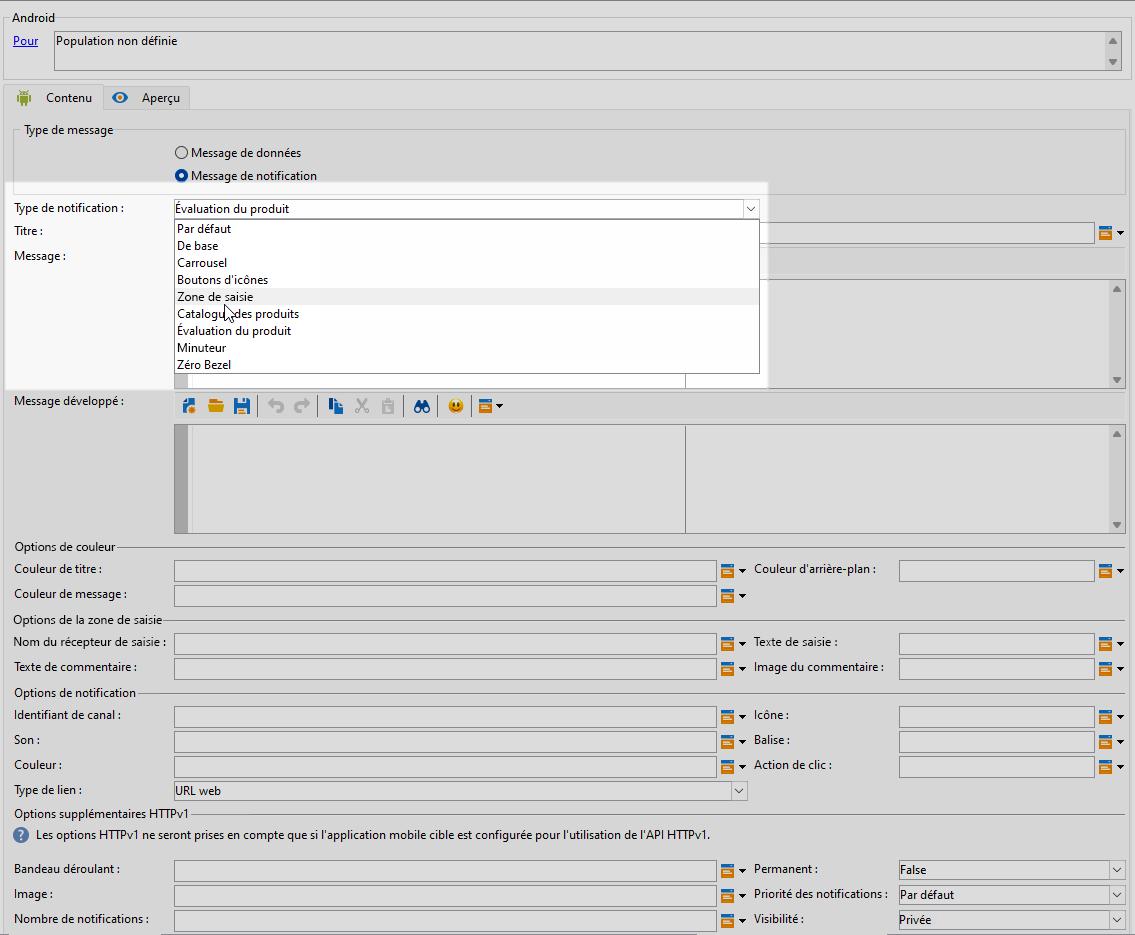 Android
Pour
Population non définie
Contenu
Aperçu
Type de message
Message de données
Message de notification
Type de notification :
Évaluation du produit
Titre :
Par défaut
De base
Message :
Carrousel
Boutons d'icônes
Zone de saisie
Catalogue des produits
Évaluation du produit
Minuteur
Zéro Bezel
Message développé :
Options de couleur
Couleur de titre :
Couleur d'arrière-plan :
Couleur de message :
Options de la zone de saisie
Nom du récepteur de saisie :
Texte de saisie :
Texte de commentaire :
Image du commentaire :
Options de notification
Identifiant de canal :
Icône :
Son :
Balise :
Couleur :
Action de clic :
Type de lien :
URL web
Options supplémentaires HTTPv1
Les options HTTPv1 ne seront prises en compte que si l'application mobile cible est configurée pour l'utilisation de l'API HTTPv1.
Bandeau déroulant :
Permanent :
False
Image :
Priorité des notifications :
Par défaut
Nombre de notifications :
Visibilité :
Privée